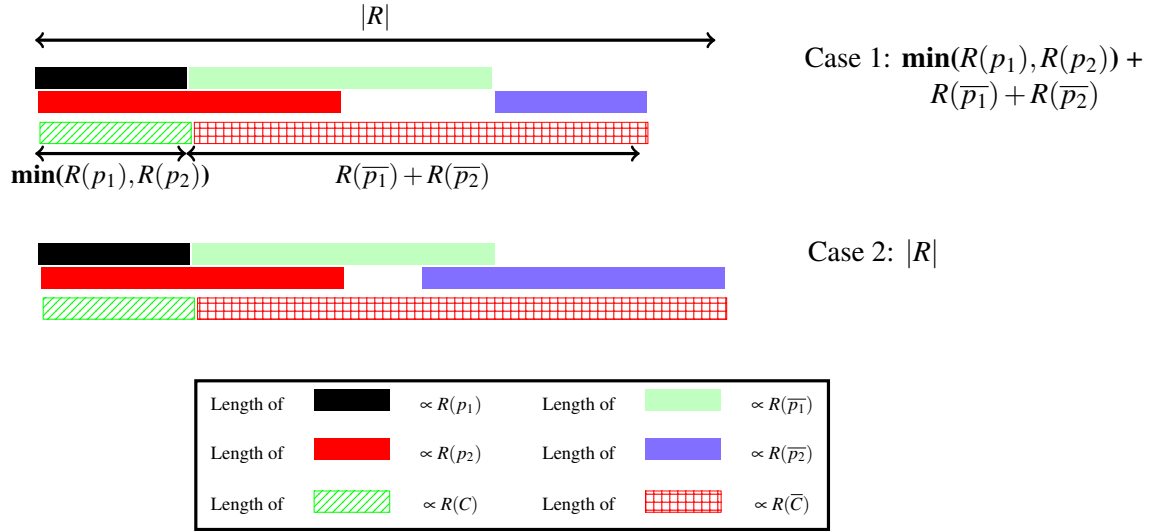 |R|
Case 1: min(R(p₁), R(p₂)) +
R(p̅₁) + R(p̅₂)
min(R(p₁), R(p₂))
R(p̅₁) + R(p̅₂)
Case 2: |R|
Length of ∝ R(p₁) Length of ∝ R(p̅₁)
Length of ∝ R(p₂) Length of ∝ R(p̅₂)
Length of ∝ R(C) Length of ∝ R(C̅)